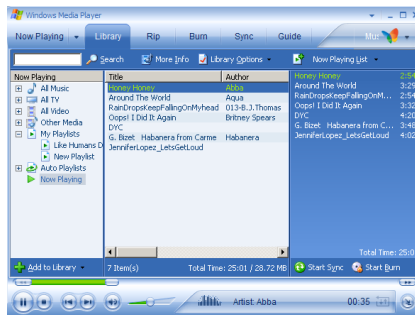 Windows Media Player
Now Playing Library Rip Burn Sync Guide
Search More Info Library Options Now Playing List
Now Playing
All Music
All TV
All Video
Other Media
My Playlists
Like Humans D
New Playlist
Auto Playlists
Now Playing
Title Author
Honey Honey Abba
Around The World Aqua
RainDropsKeepFallingOnMyhead 013-B.J.Thomas
Oops! I Did It Again Britney Spears
DYC
G. Bizet Habanera from Carme Habanera
JenniferLopez_LetsGetLoud
Honey Honey 2:54
Around The World 3:29
RainDropsKeepFallingOnM... 2:54
Oops! I Did It Again 3:32
DYC 4:20
G. Bizet Habanera from C... 3:48
JenniferLopez_LetsGetLoud
Total Time: 25:0
Add to Library 7 Item(s) Total Time: 25:01 / 28.72 MB Start Sync Start Burn
Artist Abba 00:35